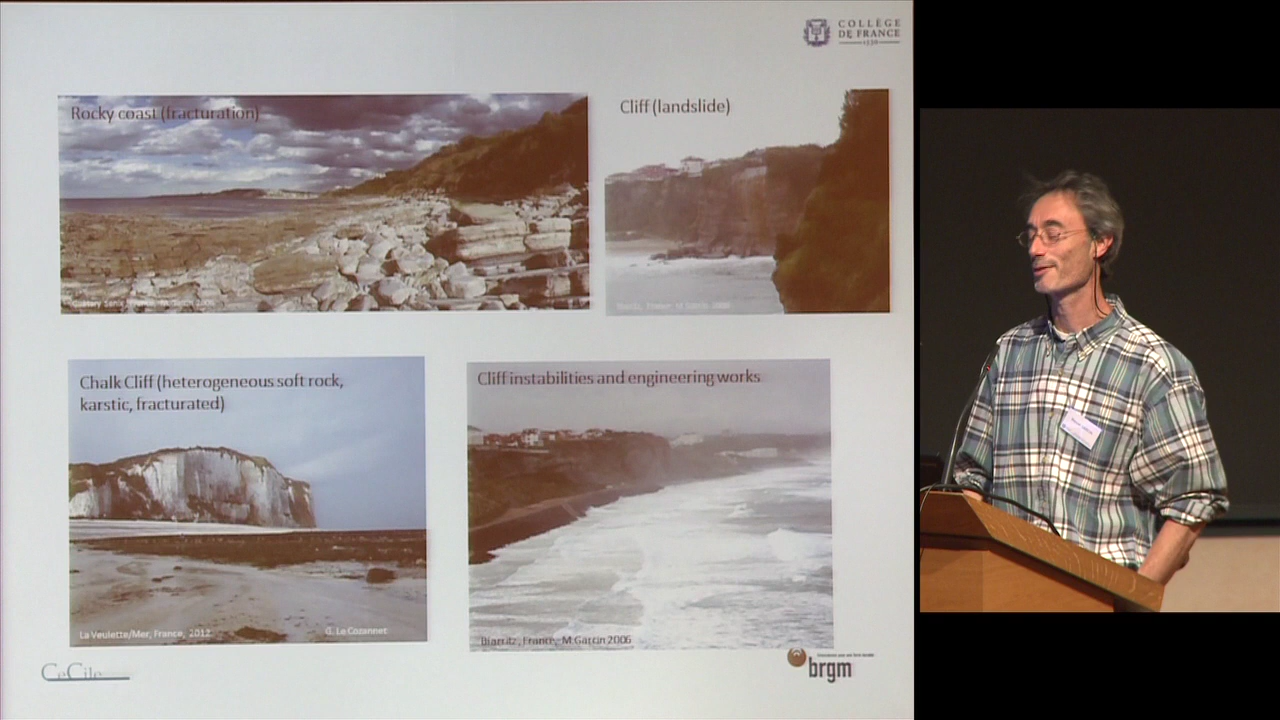 COLLÈGE
DE FRANCE
1530
Rocky coast (fracturation)
Cliff (landslide)
Chalk Cliff (heterogeneous soft rock,
karstic, fracturated)
La Veulette/Mer, France, 2012
G. Le Cozannet
Cliff instabilities and engineering works
Biarritz, France, M Garcin 2006
CeCile
brgm